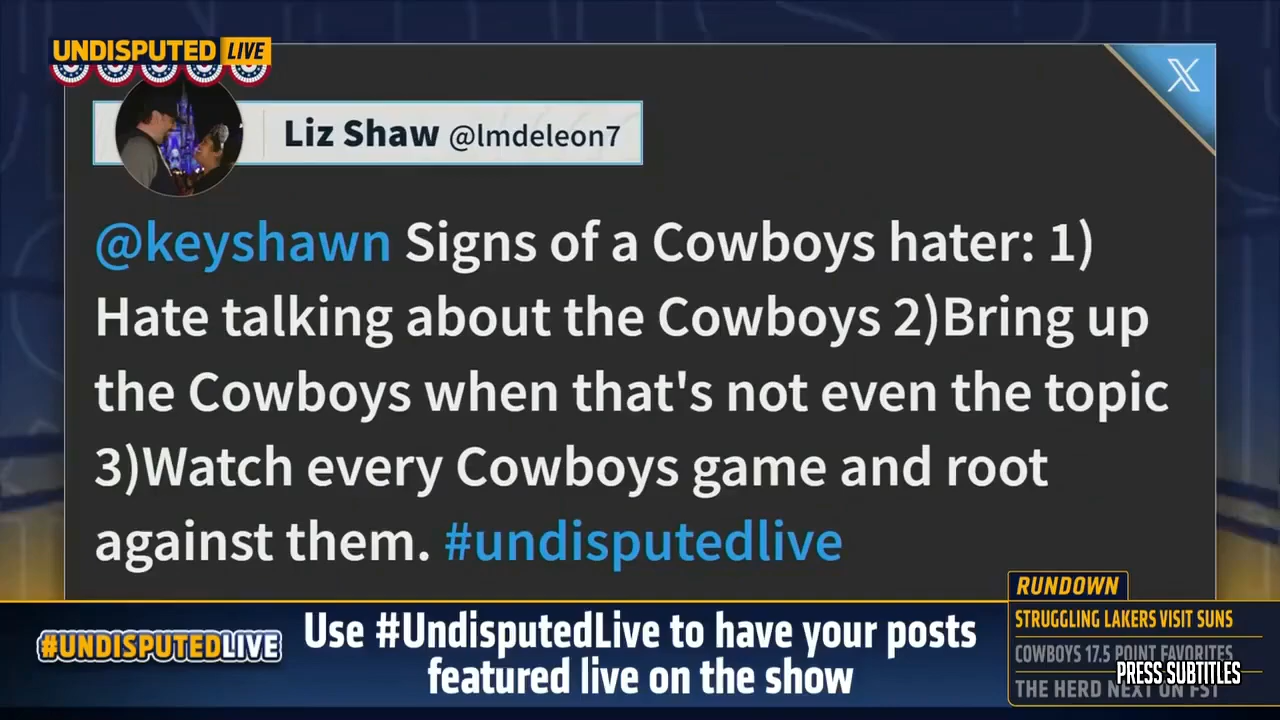 UNDISPUTED LIVE
Liz Shaw @lmdeleon7
@keyshawn Signs of a Cowboys hater: 1)
Hate talking about the Cowboys 2)Bring up
the Cowboys when that's not even the topic
3)Watch every Cowboys game and root
against them. #undisputedlive
#UNDISPUTEDLIVE
Use #UndisputedLive to have your posts
featured live on the show
RUNDOWN
STRUGGLING LAKERS VISIT SUNS
COWBOYS 17.5 POINT FAVORITES
PRESS SUBTITLES
THE HERD NEXT ON FS1